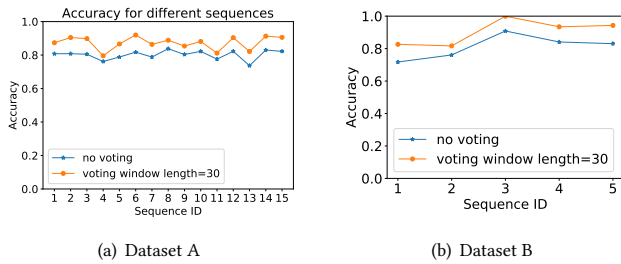 Accuracy for different sequences
1.0
0.8
0.6
0.4
0.2
0.0
Accuracy
no voting
voting window length=30
1 2 3 4 5 6 7 8 9 10 11 12 13 14 15
Sequence ID
(a) Dataset A
1.0
0.8
0.6
0.4
0.2
0.0
Accuracy
no voting
voting window length=30
1 2 3 4 5
Sequence ID
(b) Dataset B